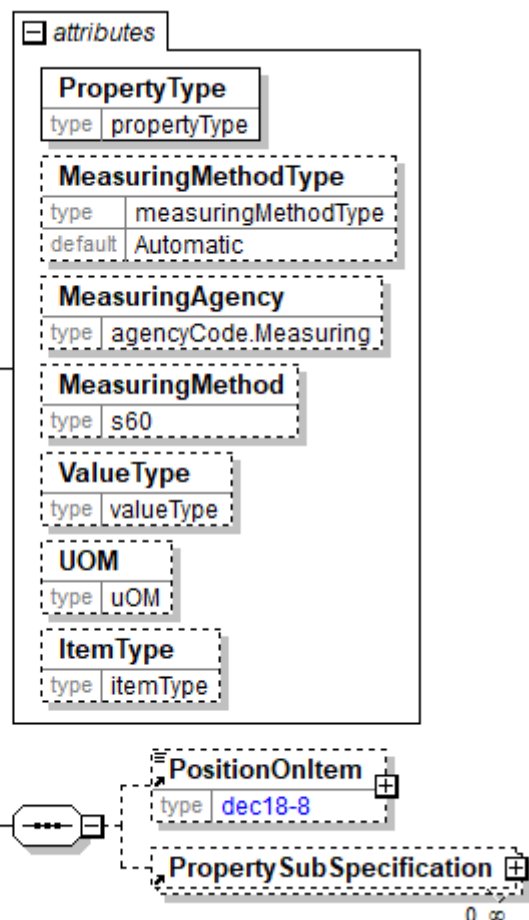 attributes
PropertyType
type propertyType
MeasuringMethodType
type measuringMethodType
default Automatic
MeasuringAgency
type agencyCode.Measuring
MeasuringMethod
type s60
ValueType
type valueType
UOM
type uOM
ItemType
type itemType
PositionOnItem
type dec18-8
PropertySubSpecification
0..∞